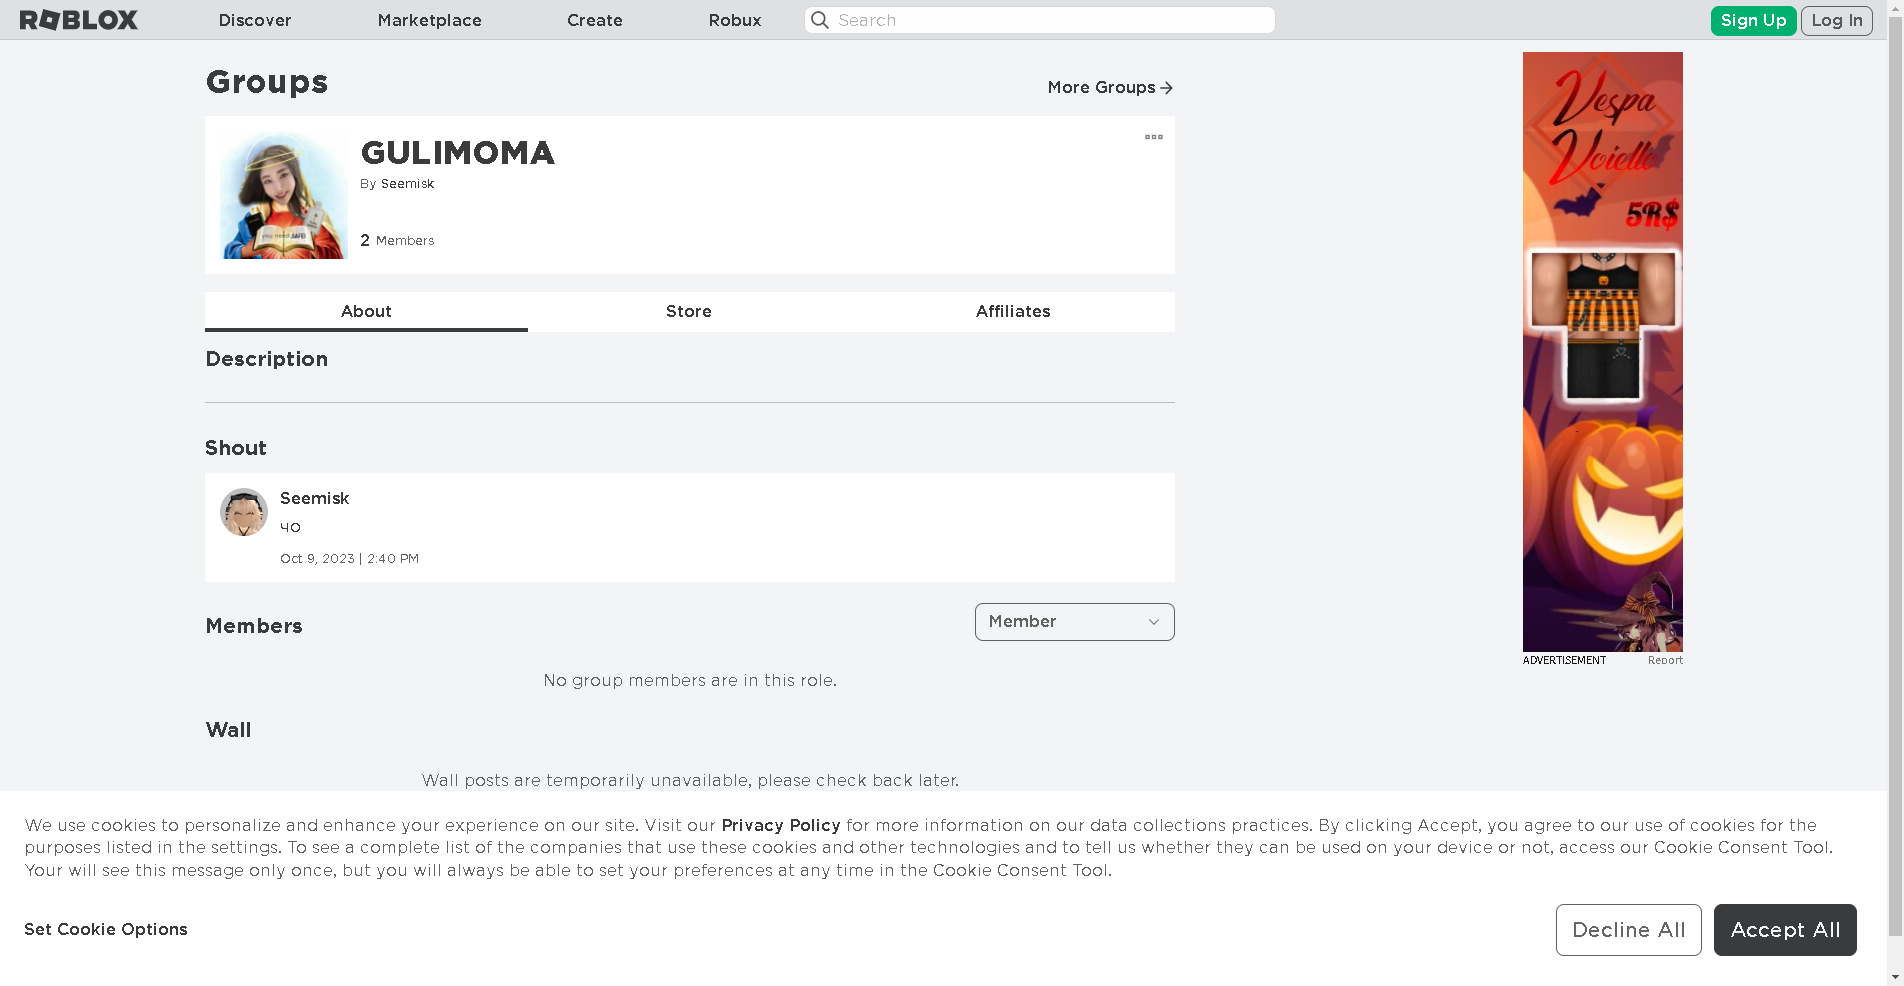 ROBLOX
Discover
Marketplace
Create
Robux
Search
Sign Up
Log In
Groups
More Groups
GULIMOMA
By Seemisk
2 Members
you need JIAFEI
About
Store
Affiliates
Description
Shout
Seemisk
чо
Oct 9, 2023 | 2:40 PM
Members
Member
No group members are in this role.
Wall
Wall posts are temporarily unavailable, please check back later.
Vespa
Voiello
5R$
ADVERTISEMENT
Report
We use cookies to personalize and enhance your experience on our site. Visit our Privacy Policy for more information on our data collections practices. By clicking Accept, you agree to our use of cookies for the
purposes listed in the settings. To see a complete list of the companies that use these cookies and other technologies and to tell us whether they can be used on your device or not, access our Cookie Consent Tool.
Your will see this message only once, but you will always be able to set your preferences at any time in the Cookie Consent Tool.
Set Cookie Options
Decline All
Accept All